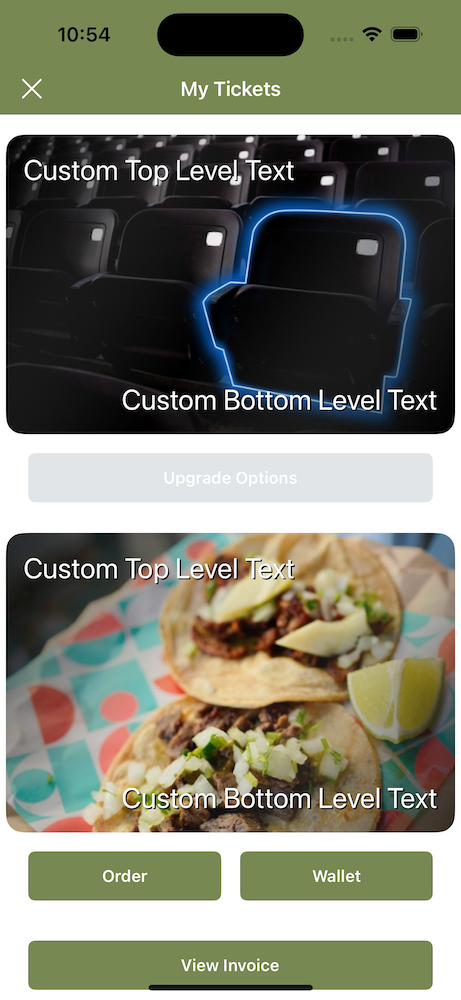 10:54
My Tickets
Custom Top Level Text
Custom Bottom Level Text
Upgrade Options
Custom Top Level Text
Custom Bottom Level Text
Order
Wallet
View Invoice